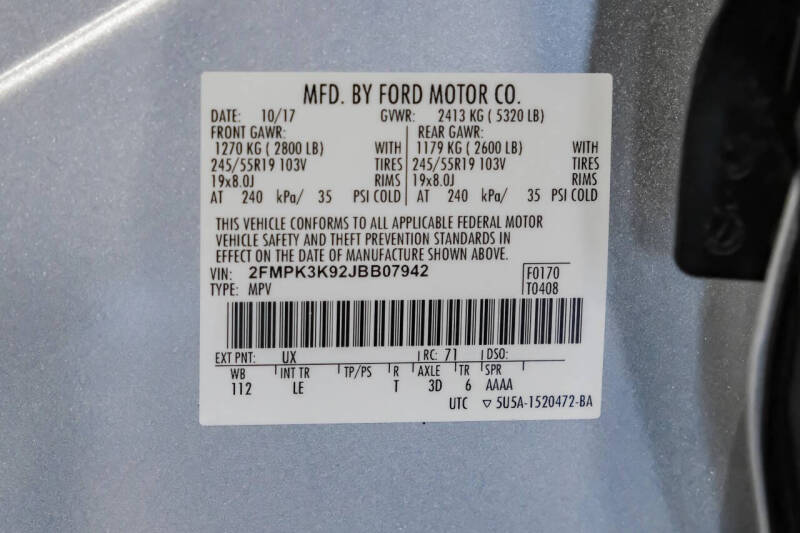 MFD. BY FORD MOTOR CO.
DATE: 10/17 GVWR: 2413 KG ( 5320 LB)
FRONT GAWR: REAR GAWR:
1270 KG ( 2800 LB) WITH 1179 KG ( 2600 LB) WITH
245/55R19 103V TIRES 245/55R19 103V TIRES
19x8.0J RIMS 19x8.0J RIMS
AT 240 kPa/ 35 PSI COLD AT 240 kPa/ 35 PSI COLD
THIS VEHICLE CONFORMS TO ALL APPLICABLE FEDERAL MOTOR
VEHICLE SAFETY AND THEFT PREVENTION STANDARDS IN
EFFECT ON THE DATE OF MANUFACTURE SHOWN ABOVE.
VIN: 2FMPK3K92JBB07942 F0170
TYPE: MPV T0408
EXT PNT: UX RC: 71 DSO:
WB INT TR TP/PS R AXLE TR SPR
112 LE T 3D 6 AAAA
UTC ▽ 5U5A-1520472-BA